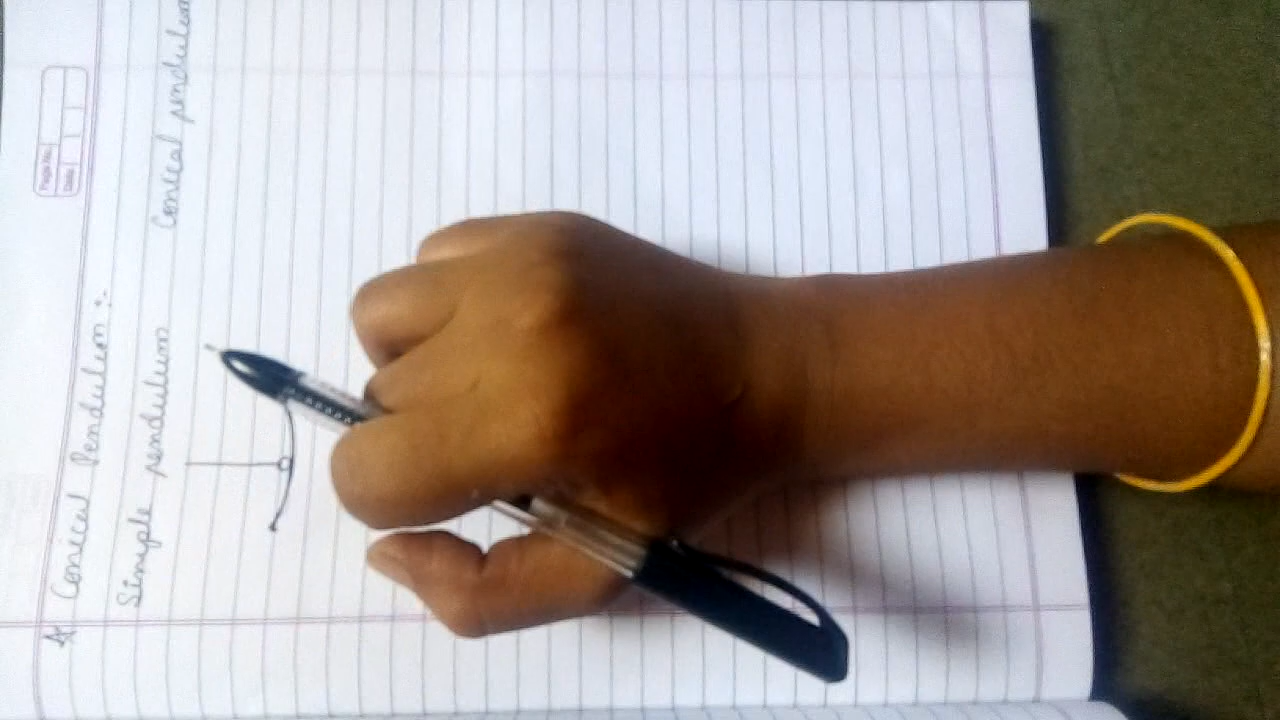 Page No.
Date
A Conical Pendulum :-
Simple pendulum Conical pendulum